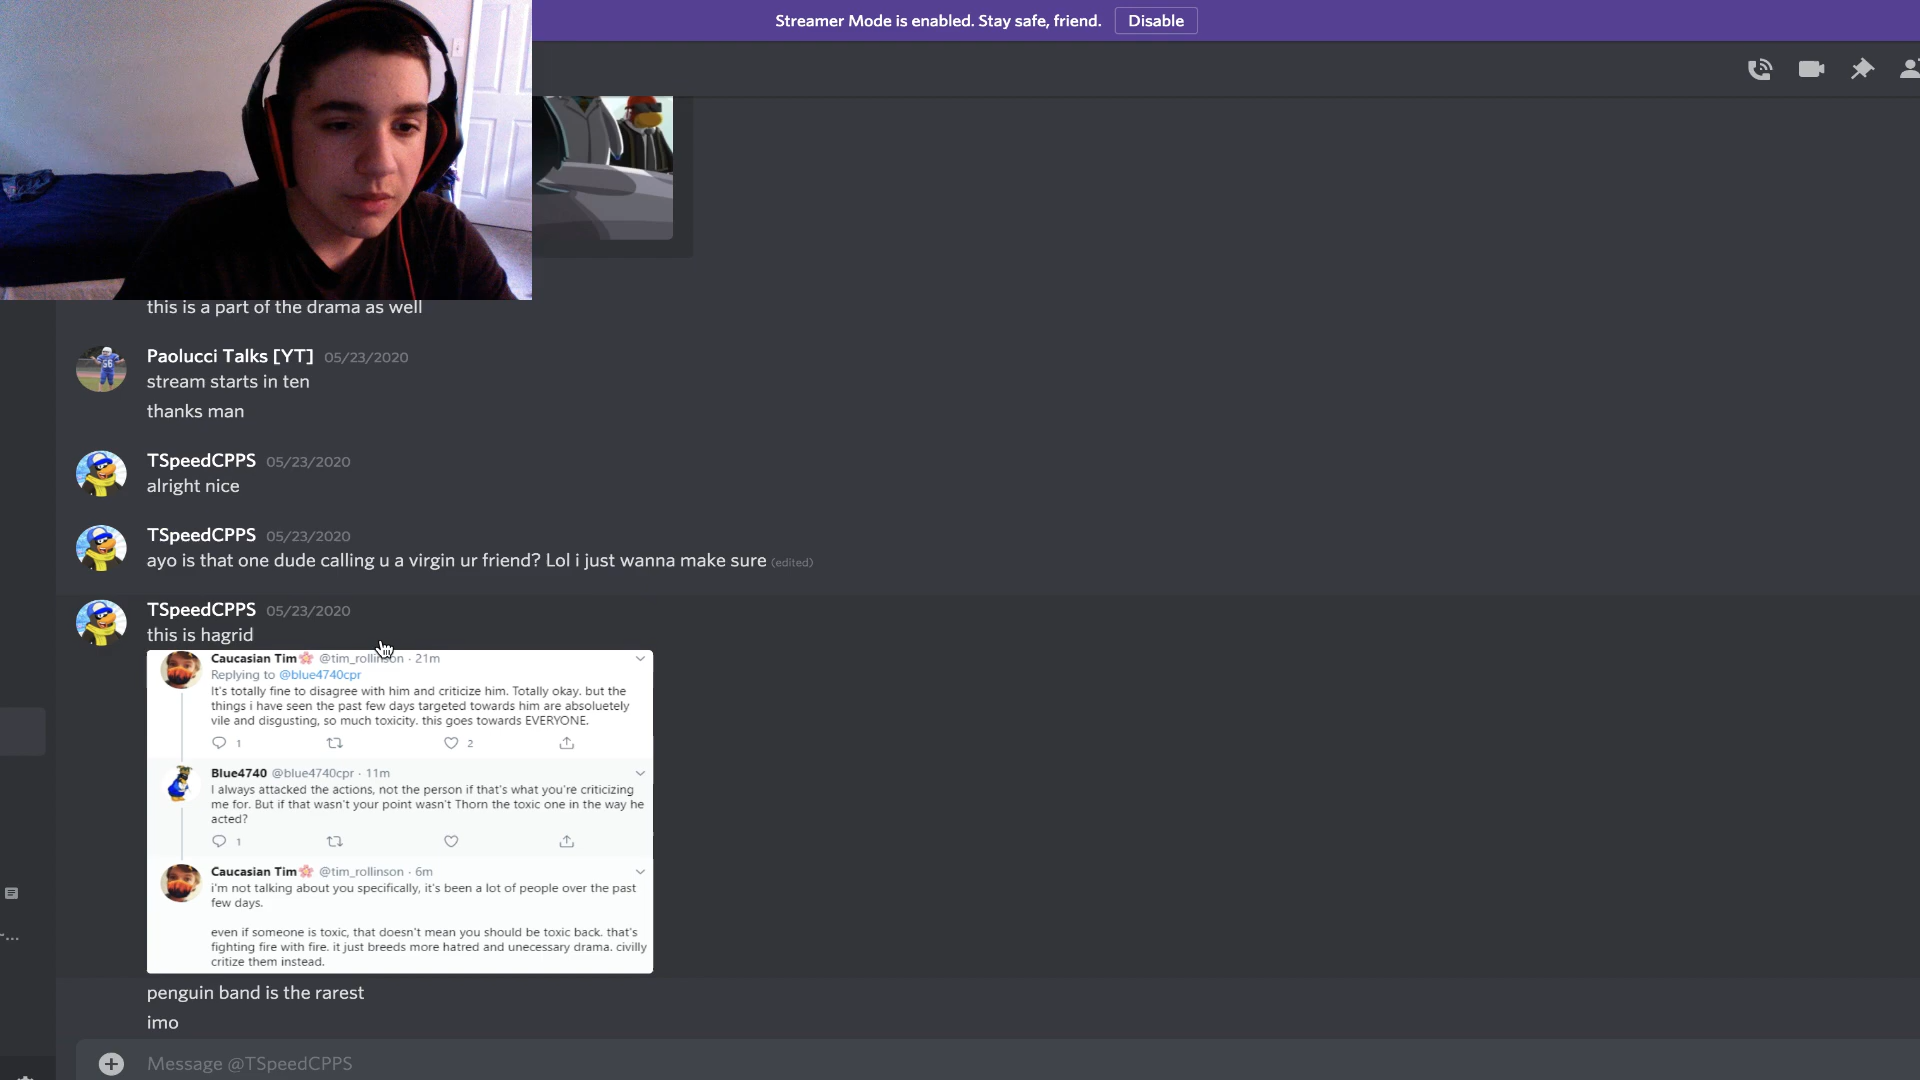 Streamer Mode is enabled. Stay safe, friend. Disable
this is a part of the drama as well
Paolucci Talks [YT] 05/23/2020
stream starts in ten
thanks man
TSpeedCPPS 05/23/2020
alright nice
TSpeedCPPS 05/23/2020
ayo is that one dude calling u a virgin ur friend? Lol i just wanna make sure (edited)
TSpeedCPPS 05/23/2020
this is hagrid
Caucasian Tim @tim_rollinson · 21m
Replying to @blue4740cpr
It's totally fine to disagree with him and criticize him. Totally okay. but the
things i have seen the past few days targeted towards him are absoluetely
vile and disgusting, so much toxicity. this goes towards EVERYONE.
1 2
Blue4740 @blue4740cpr · 11m
I always attacked the actions, not the person if that's what you're criticizing
me for. But if that wasn't your point wasn't Thorn the toxic one in the way he
acted?
1
Caucasian Tim @tim_rollinson · 6m
i'm not talking about you specifically, it's been a lot of people over the past
few days.
even if someone is toxic, that doesn't mean you should be toxic back. that's
fighting fire with fire. it just breeds more hatred and unecessary drama. civilly
critize them instead.
penguin band is the rarest
imo
Message @TSpeedCPPS